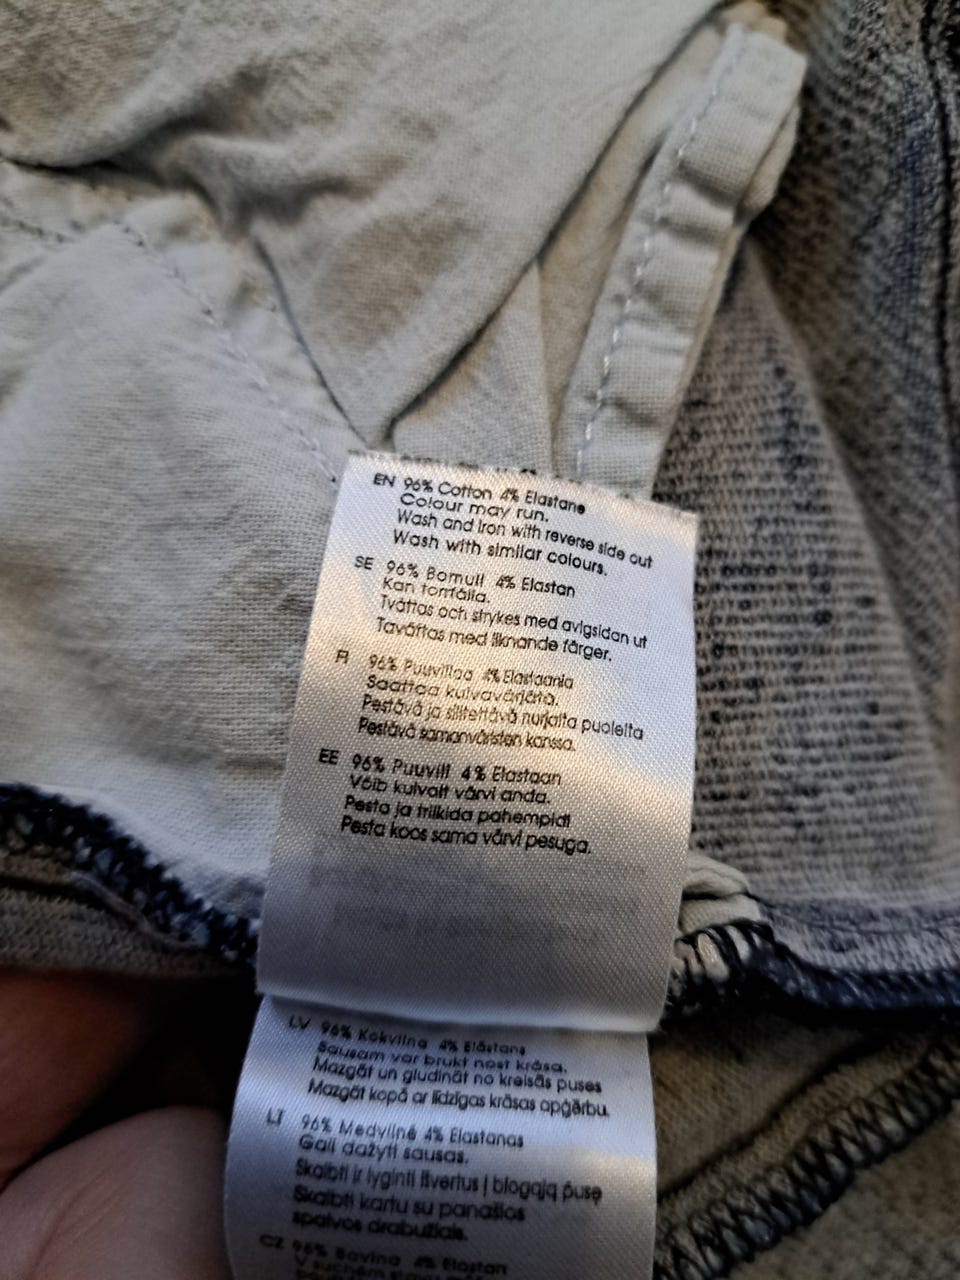 EN 96% Cotton 4% Elastane
Colour may run.
Wash and Iron with reverse side out
Wash with similar colours.
SE 96% Bomull 4% Elastan
Kan torrfälla.
Tvättas och strykes med avigsidan ut
Tavättas med liknande färger.
FI 96% Puuvillaa 4% Elastaania
Saattaa kuivavärjätä.
Pestävä ja silitettävä nurjalta puolelta
Pestävä samanväristen kanssa.
EE 96% Puuvill 4% Elastaan
Võib kuivalt värvi anda.
Pesta ja triikida pahempidi
Pesta koos sama värvi pesuga.
LV 96% Kokvilna 4% Elāstans
Sausam var brukt nost krāsa.
Mazgāt un gludināt no kreisās puses
Mazgāt kopā ar līdzīgas krāsas apģērbu.
LT 96% Medvilnė 4% Elastanas
Gali dažyti sausas.
Skalbti ir lyginti išvertus į blogąją pusę
Skalbti kartu su panašios
spalvos drabužiais.
CZ 96% Bavlna 4% Elastan
V suchém